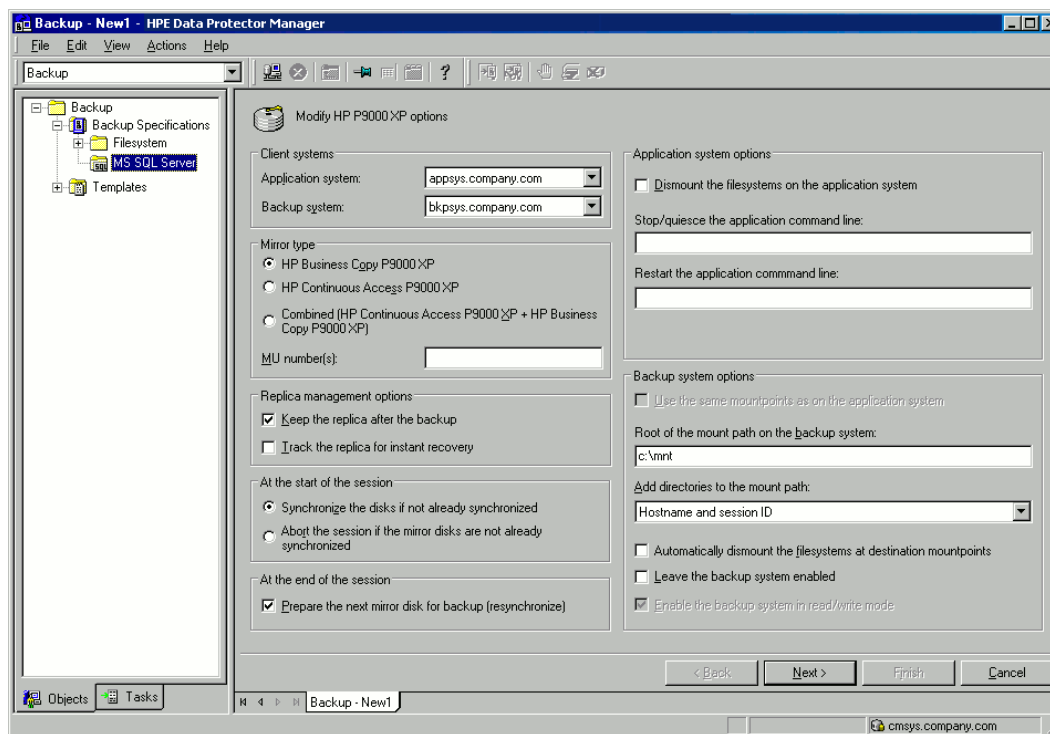 Backup - New1 - HPE Data Protector Manager
File Edit View Actions Help
Backup
Backup
Backup Specifications
Filesystem
MS SQL Server
Templates
Objects
Tasks
Modify HP P9000 XP options
Client systems
Application system:
appsys.company.com
Backup system:
bkpsys.company.com
Mirror type
HP Business Copy P9000 XP
HP Continuous Access P9000 XP
Combined (HP Continuous Access P9000 XP + HP Business
Copy P9000 XP)
MU number(s):
Replica management options
Keep the replica after the backup
Track the replica for instant recovery
At the start of the session
Synchronize the disks if not already synchronized
Abort the session if the mirror disks are not already
synchronized
At the end of the session
Prepare the next mirror disk for backup (resynchronize)
Application system options
Dismount the filesystems on the application system
Stop/quiesce the application command line:
Restart the application commmand line:
Backup system options
Use the same mountpoints as on the application system
Root of the mount path on the backup system:
c:\mnt
Add directories to the mount path:
Hostname and session ID
Automatically dismount the filesystems at destination mountpoints
Leave the backup system enabled
Enable the backup system in read/write mode
< Back
Next >
Finish
Cancel
Backup - New1
cmsys.company.com